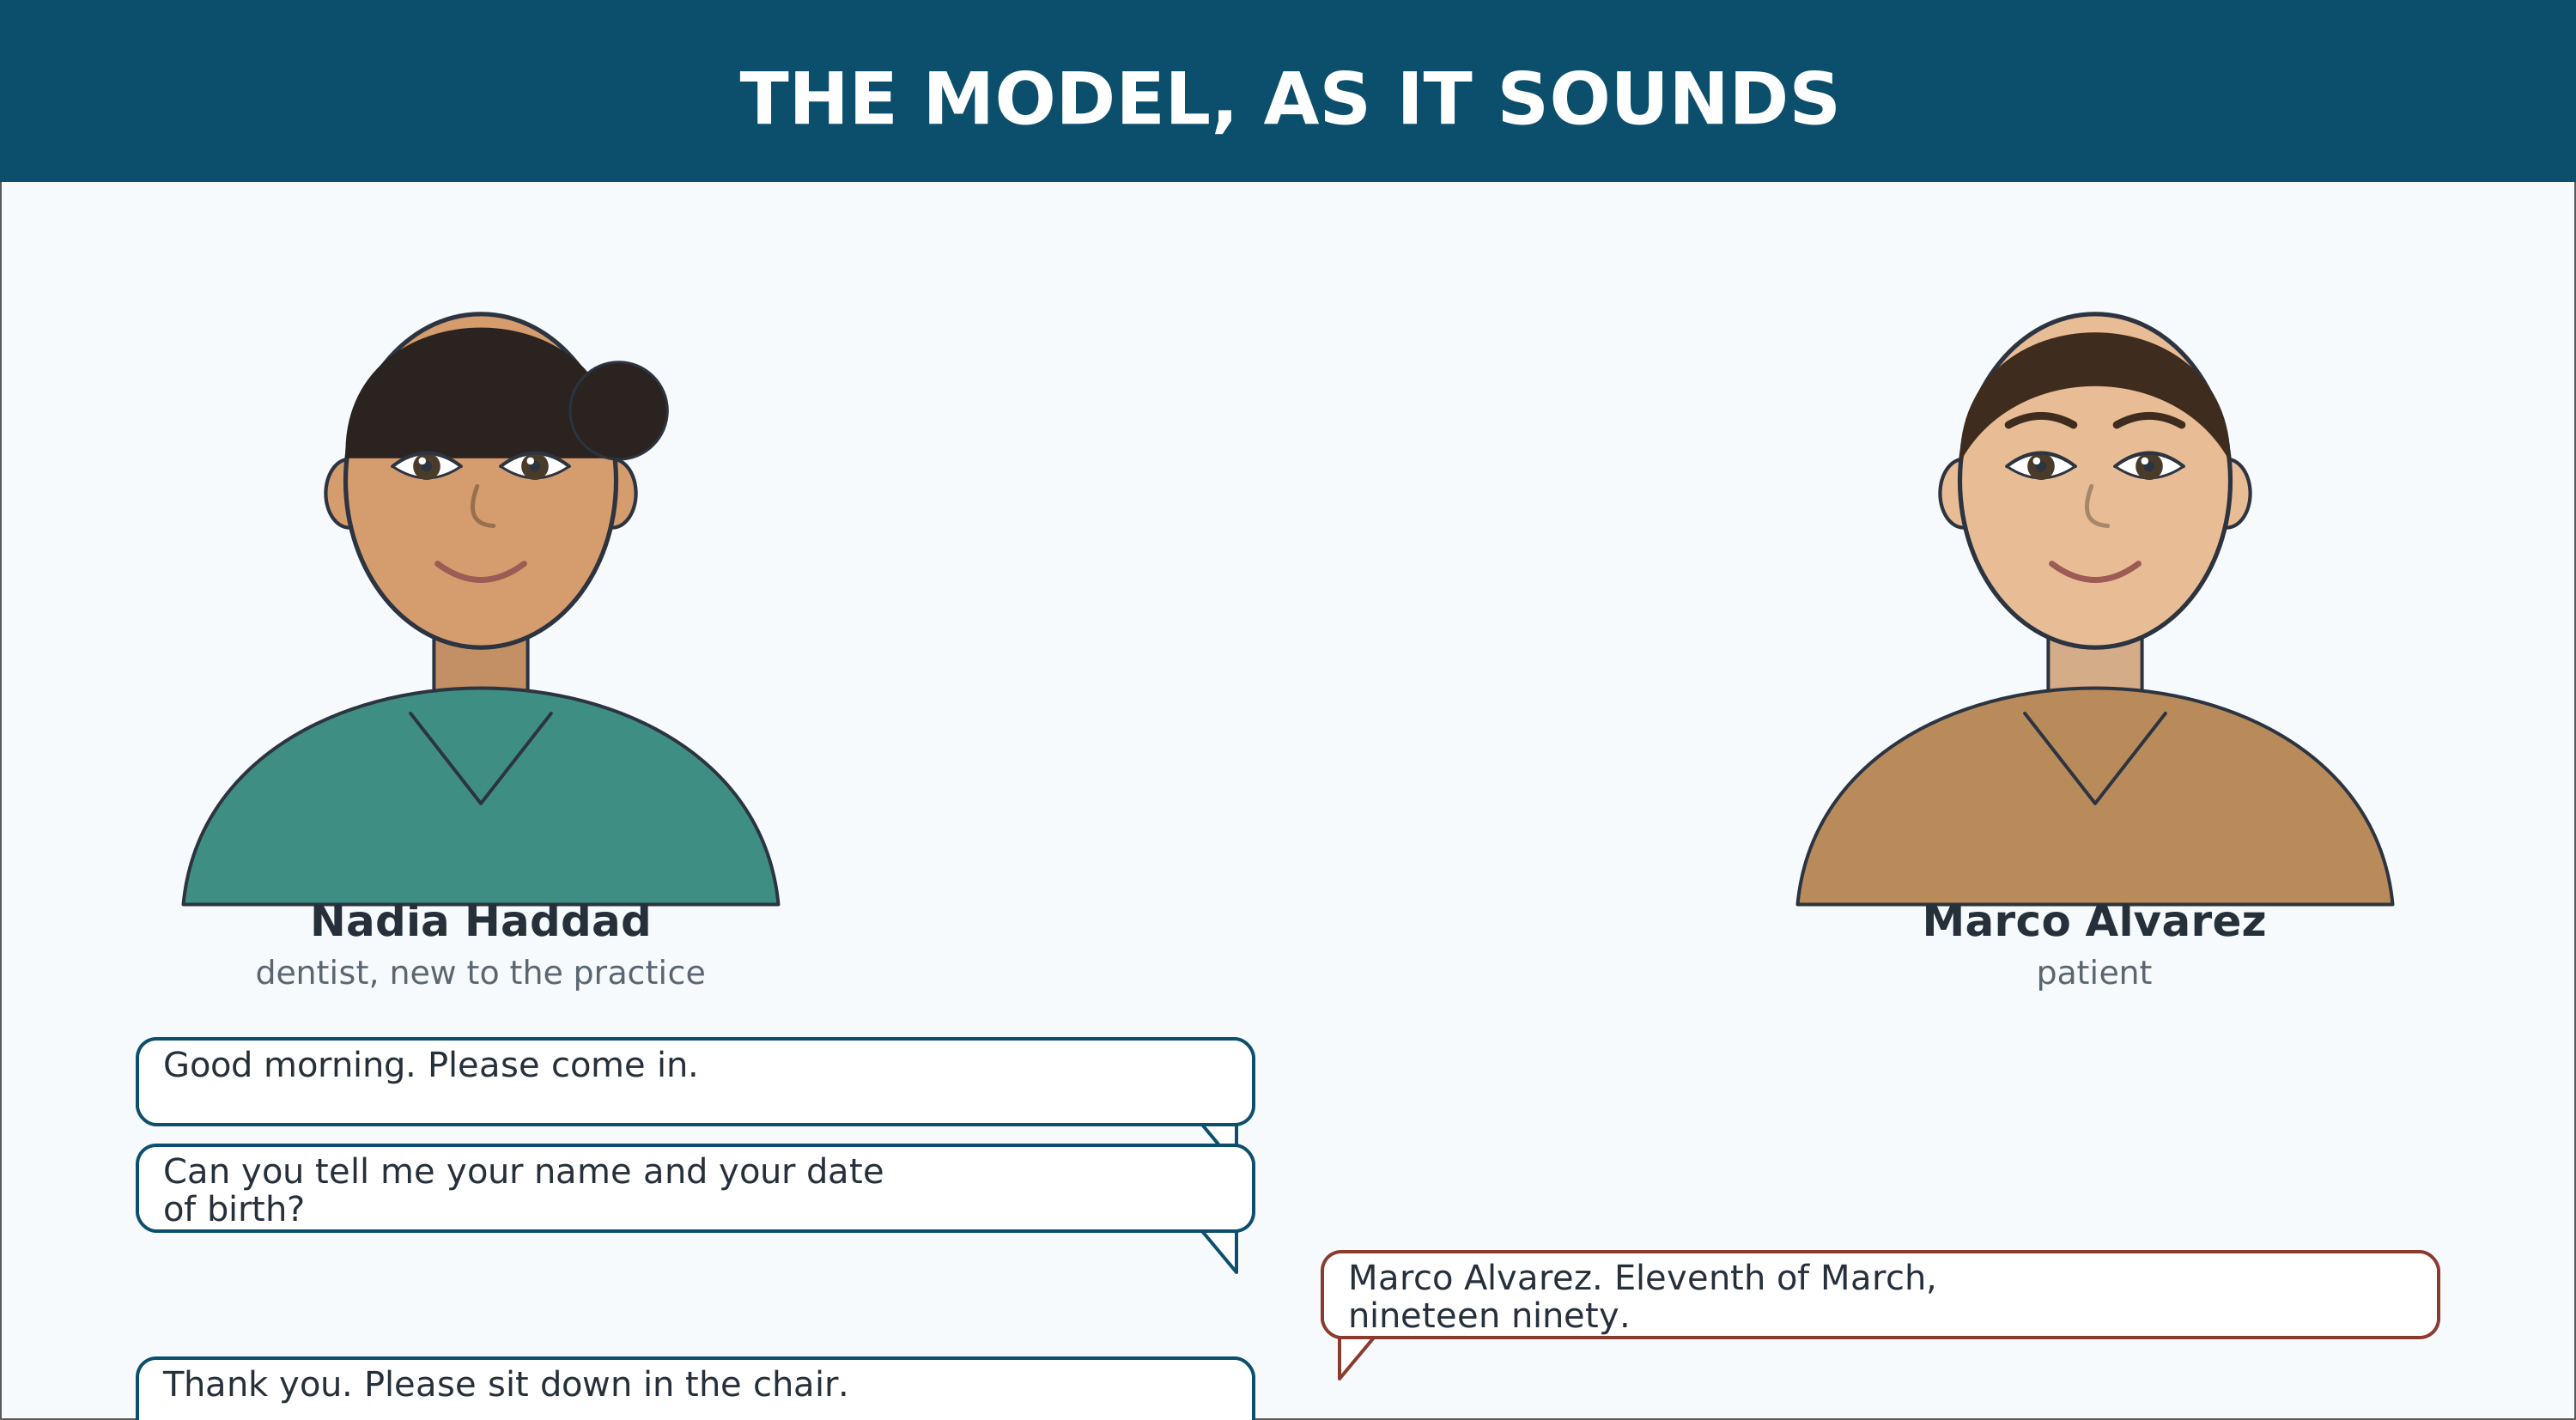 THE MODEL, AS IT SOUNDS
Nadia Haddad
dentist, new to the practice
Marco Alvarez
patient
Good morning. Please come in.
Can you tell me your name and your date
of birth?
Marco Alvarez. Eleventh of March,
nineteen ninety.
Thank you. Please sit down in the chair.